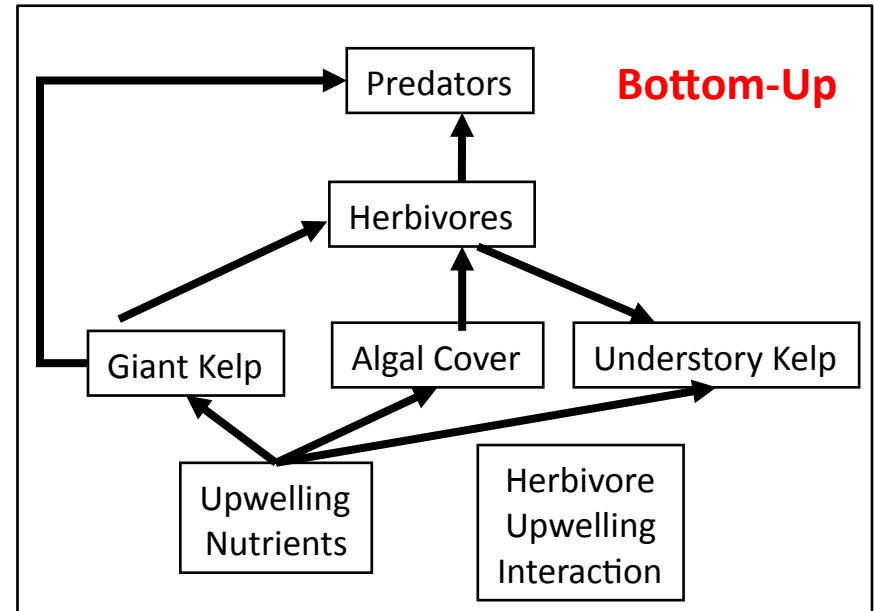 Predators
Bottom-Up
Herbivores
Giant Kelp
Algal Cover
Understory Kelp
Upwelling
Nutrients
Herbivore
Upwelling
Interaction